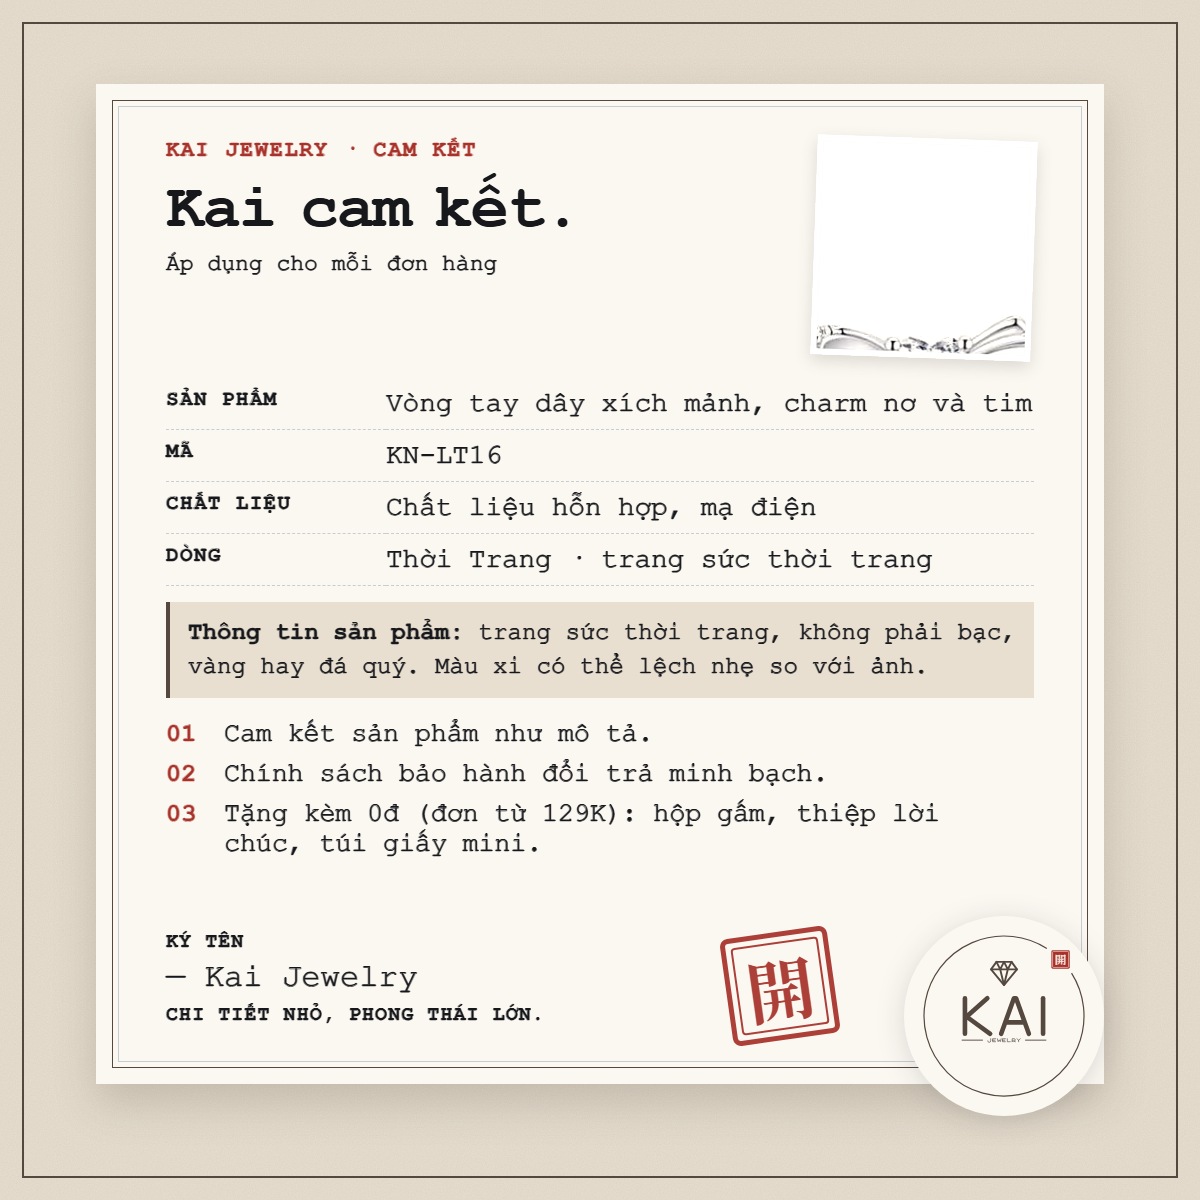 KAI JEWELRY · CAM KẾT
Kai cam kết.
Áp dụng cho mỗi đơn hàng
SẢN PHẨM Vòng tay dây xích mảnh, charm nơ và tim
MÃ KN-LT16
CHẤT LIỆU Chất liệu hỗn hợp, mạ điện
DÒNG Thời Trang · trang sức thời trang
Thông tin sản phẩm: trang sức thời trang, không phải bạc,
vàng hay đá quý. Màu xi có thể lệch nhẹ so với ảnh.
01 Cam kết sản phẩm như mô tả.
02 Chính sách bảo hành đổi trả minh bạch.
03 Tặng kèm 0đ (đơn từ 129K): hộp gấm, thiệp lời
chúc, túi giấy mini.
KÝ TÊN
— Kai Jewelry
CHI TIẾT NHỎ, PHONG THÁI LỚN.
開
開
KAI
JEWELRY